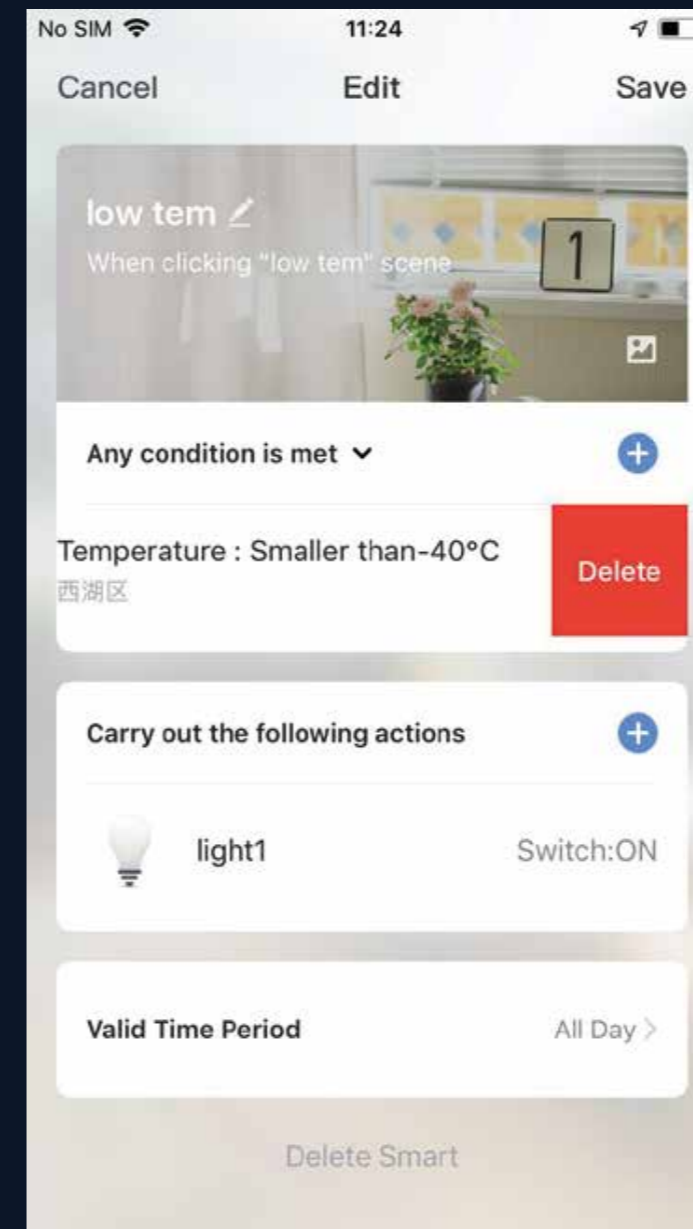 No SIM
11:24
Cancel
Edit
Save
low tem
When clicking "low tem" scene
1
Any condition is met
Temperature : Smaller than-40°C
西湖区
Delete
Carry out the following actions
light1
Switch:ON
Valid Time Period
All Day >
Delete Smart